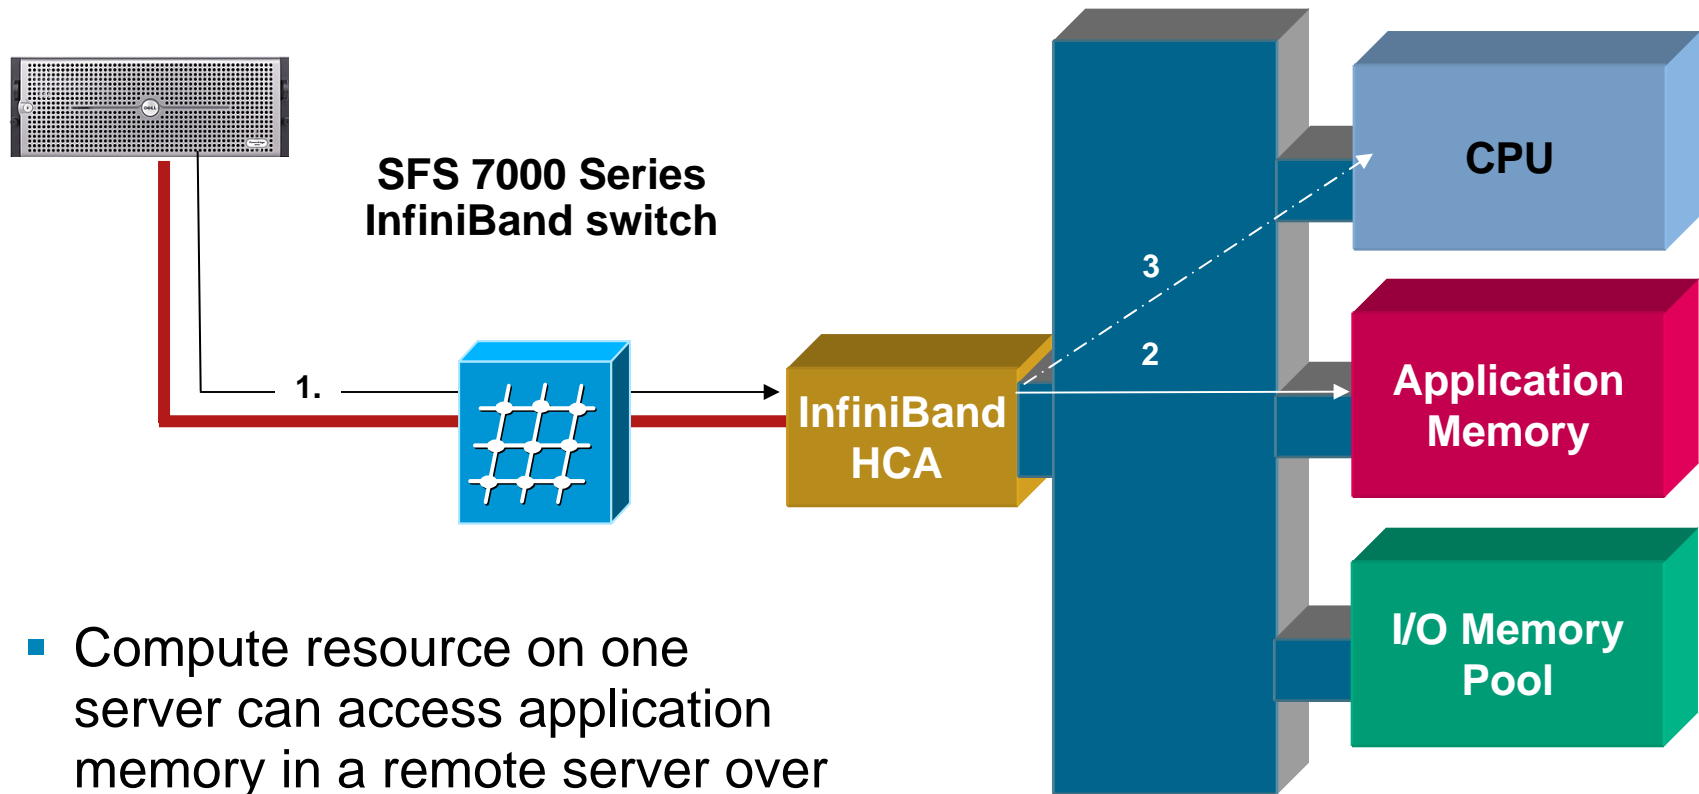 SFS 7000 Series
InfiniBand switch
1.
InfiniBand
HCA
3
2
CPU
Application
Memory
I/O Memory
Pool
Compute resource on one
server can access application
memory in a remote server over
DELL